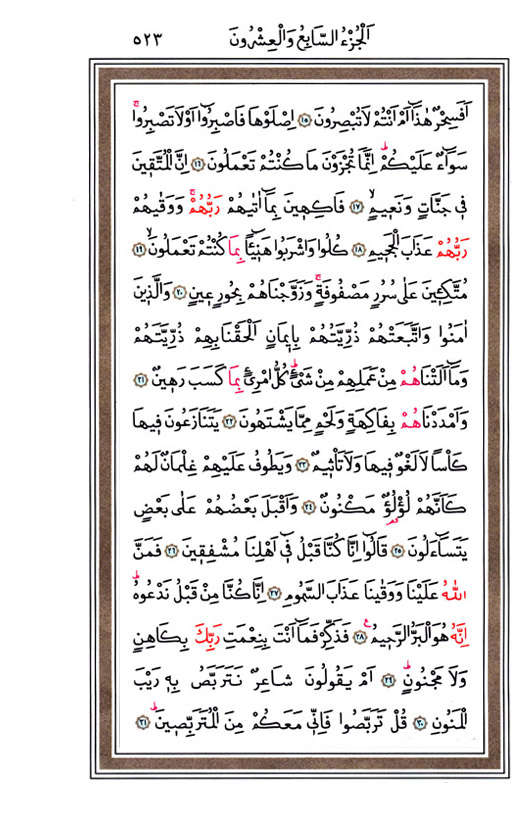 اَلْجُزْءُ السَّابِعُ وَالْعِشْرُونَ ٥٢٣
اَفَسِحْرٌ هٰذَٓا اَمْ اَنْتُمْ لَا تُبْصِرُونَ ﴿١٥﴾ اِصْلَوْهَا فَاصْبِرُٓوا اَوْ لَا تَصْبِرُواۚ
سَوَٓاءٌ عَلَيْكُمْۜ اِنَّمَا تُجْزَوْنَ مَا كُنْتُمْ تَعْمَلُونَ ﴿١٦﴾ اِنَّ الْمُتَّقٖينَ
فٖي جَنَّاتٍ وَنَعٖيمٍۙ ﴿١٧﴾ فَاكِهٖينَ بِمَٓا اٰتٰيهُمْ رَبُّهُمْۚ وَوَقٰيهُمْ
رَبُّهُمْ عَذَابَ الْجَحٖيمِ ﴿١٨﴾ كُلُوا وَاشْرَبُوا هَنٖٓيـًٔا بِمَا كُنْتُمْ تَعْمَلُونَۙ ﴿١٩﴾
مُتَّكِـٖٔينَ عَلٰى سُرُرٍ مَصْفُوفَةٍۚ وَزَوَّجْنَاهُمْ بِحُورٍ عٖينٍ ﴿٢٠﴾ وَالَّذٖينَ
اٰمَنُوا وَاتَّبَعَتْهُمْ ذُرِّيَّتُهُمْ بِاٖيمَانٍ اَلْحَقْنَا بِهِمْ ذُرِّيَّتَهُمْ
وَمَٓا اَلَتْنَاهُمْ مِنْ عَمَلِهِمْ مِنْ شَيْءٍۜ كُلُّ امْرِئٍ بِمَا كَسَبَ رَهٖينٌ ﴿٢١﴾
وَاَمْدَدْنَاهُمْ بِفَاكِهَةٍ وَلَحْمٍ مِمَّا يَشْتَهُونَ ﴿٢٢﴾ يَتَنَازَعُونَ فٖيهَا
كَاْسًا لَا لَغْوٌ فٖيهَا وَلَا تَاْثٖيمٌ ﴿٢٣﴾ وَيَطُوفُ عَلَيْهِمْ غِلْمَانٌ لَهُمْ
كَاَنَّهُمْ لُؤْلُؤٌ مَكْنُونٌ ﴿٢٤﴾ وَاَقْبَلَ بَعْضُهُمْ عَلٰى بَعْضٍ
يَتَسَٓاءَلُونَ ﴿٢٥﴾ قَالُٓوا اِنَّا كُنَّا قَبْلُ فٖٓي اَهْلِنَا مُشْفِقٖينَ ﴿٢٦﴾ فَمَنَّ
اللّٰهُ عَلَيْنَا وَوَقٰينَا عَذَابَ السَّمُومِ ﴿٢٧﴾ اِنَّا كُنَّا مِنْ قَبْلُ نَدْعُوهُۜ
اِنَّهُ هُوَ الْبَرُّ الرَّحٖيمُۚ ﴿٢٨﴾ فَذَكِّرْ فَمَٓا اَنْتَ بِنِعْمَتِ رَبِّكَ بِكَاهِنٍ
وَلَا مَجْنُونٍۜ ﴿٢٩﴾ اَمْ يَقُولُونَ شَاعِرٌ نَتَرَبَّصُ بِهٖ رَيْبَ
الْمَنُونِ ﴿٣٠﴾ قُلْ تَرَبَّصُوا فَاِنّٖي مَعَكُمْ مِنَ الْمُتَرَبِّصٖينَۜ ﴿٣١﴾